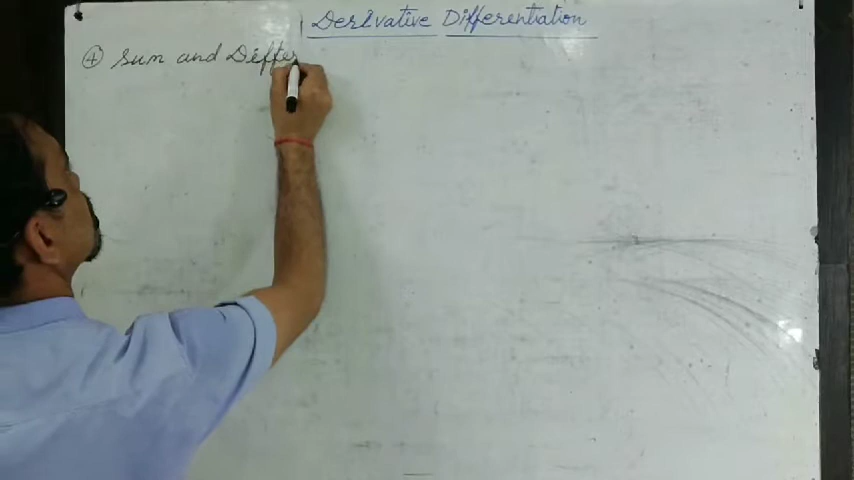 Derivative Differentiation
④ Sum and Differ